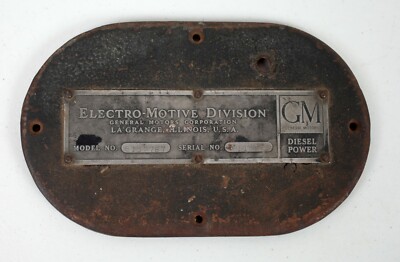 ELECTRO-MOTIVE DIVISION
GENERAL MOTORS CORPORATION
LA GRANGE, ILLINOIS, U.S.A.
MODEL NO.
SERIAL NO
GM
DIESEL
POWER